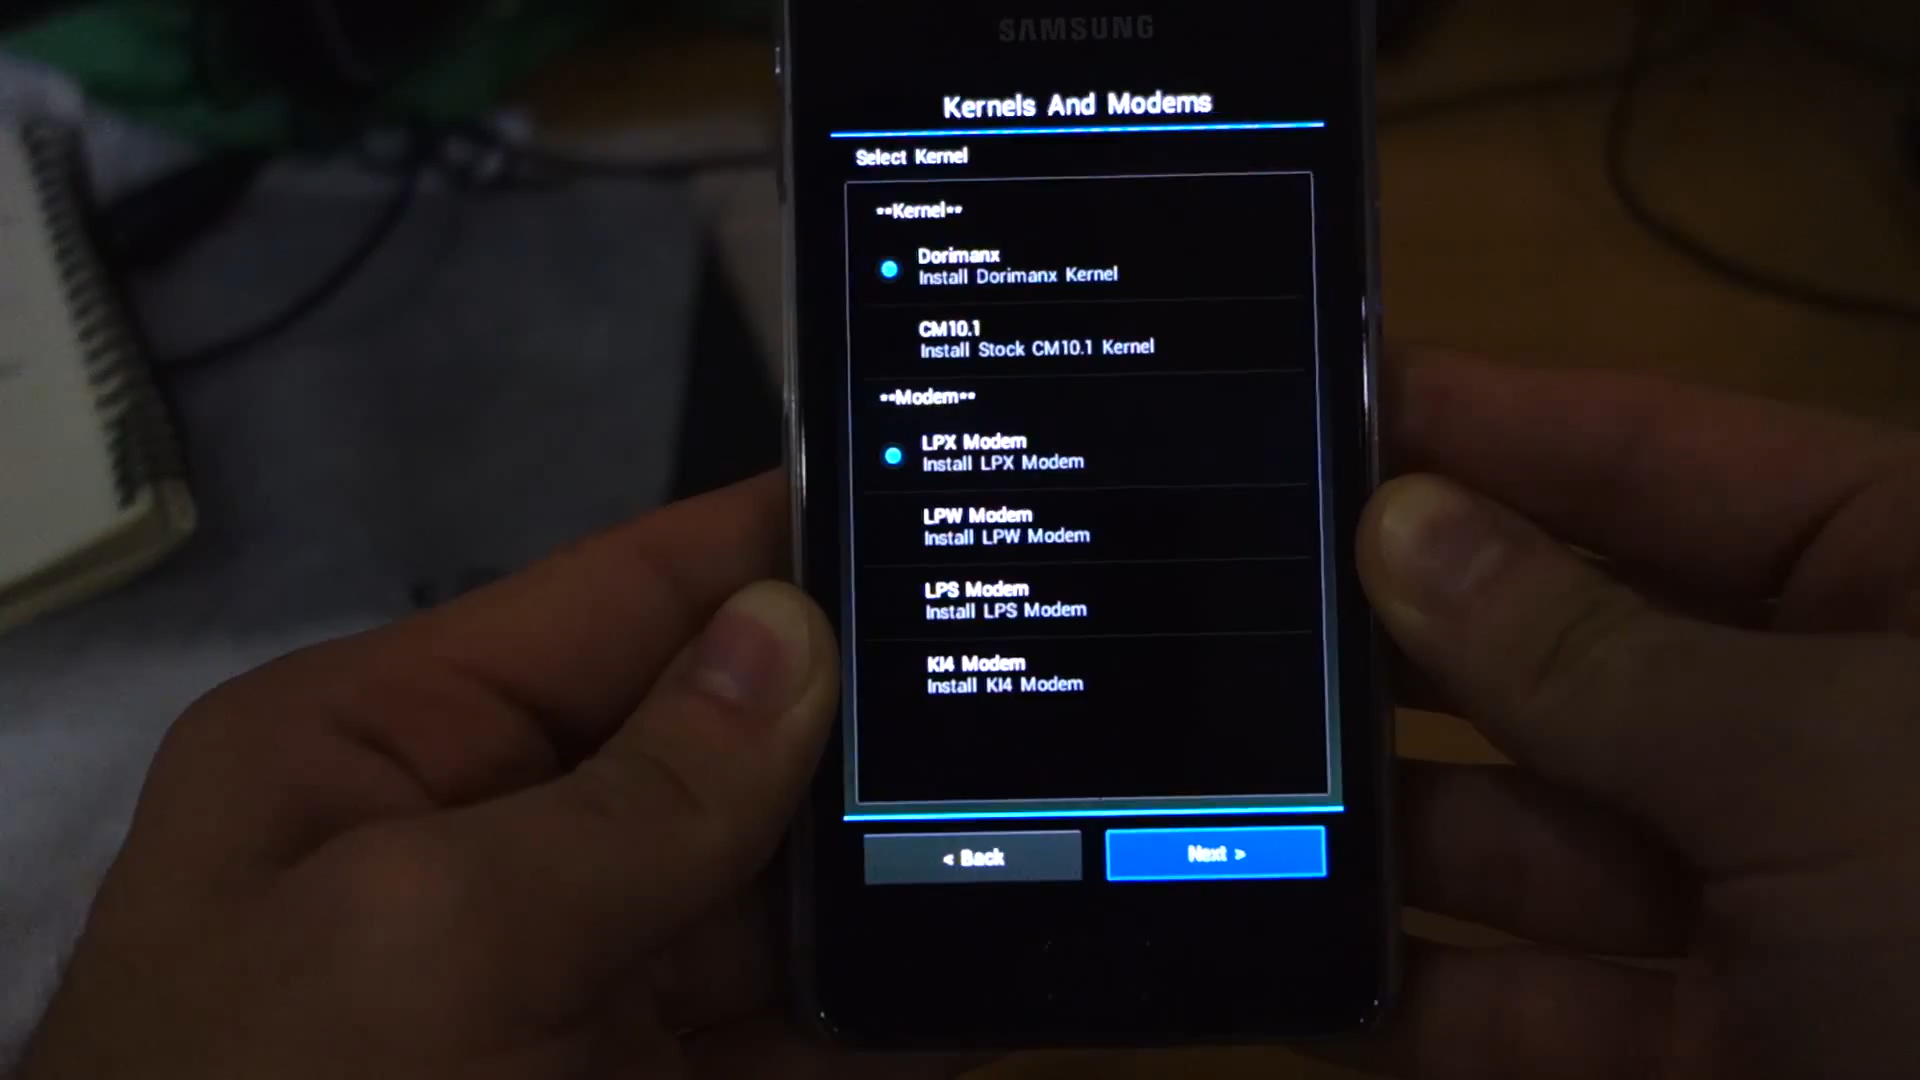 SAMSUNG
Kernels And Modems
Select Kernel
**Kernel**
Dorimanx
Install Dorimanx Kernel
CM10.1
Install Stock CM10.1 Kernel
**Modem**
LPX Modem
Install LPX Modem
LPW Modem
Install LPW Modem
LPS Modem
Install LPS Modem
KI4 Modem
Install KI4 Modem
< Back
Next >